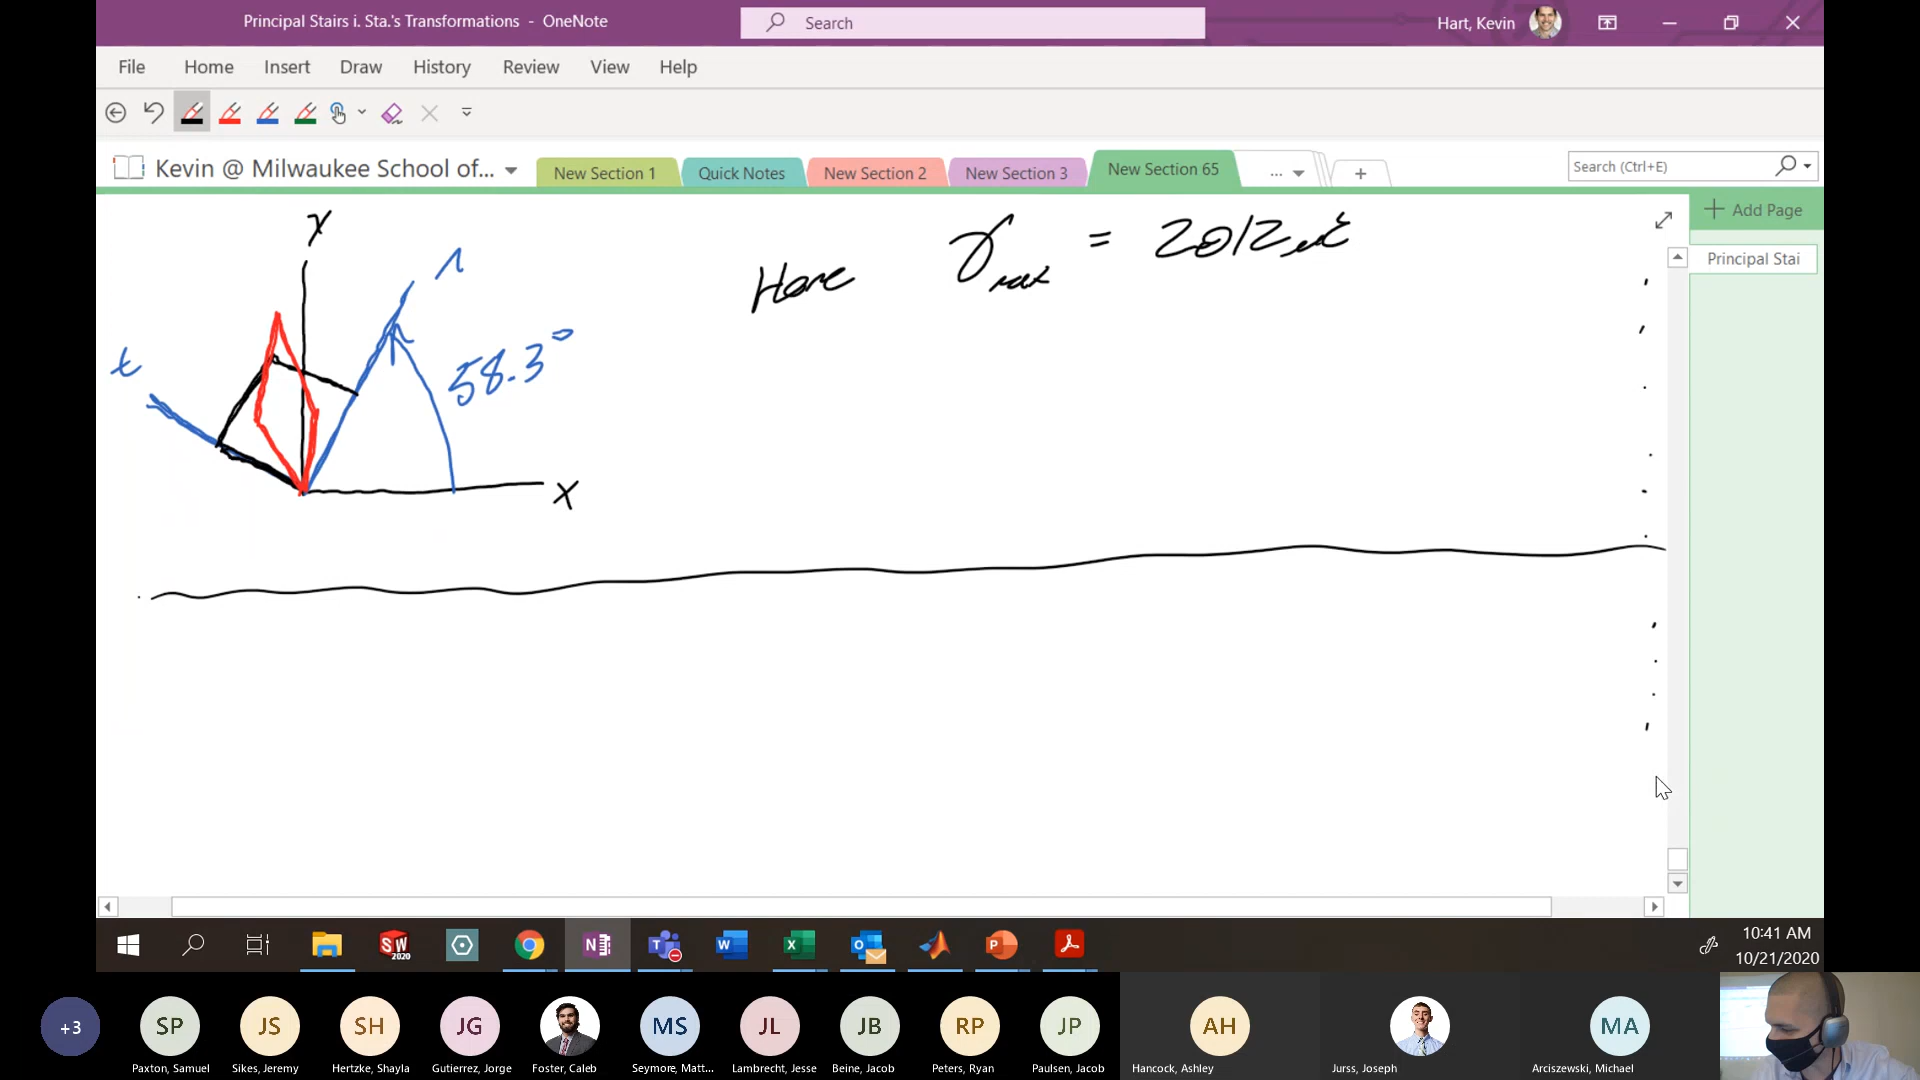 Principal Stairs i. Sta.'s Transformations - OneNote
Search
Hart, Kevin
File Home Insert Draw History Review View Help
Kevin @ Milwaukee School of...
New Section 1
Quick Notes
New Section 2
New Section 3
New Section 65
...
Search (Ctrl+E)
Add Page
Principal Stai
Y
n
t
58.3°
X
Here γmax = 2012με
SW 2020
N
T
W
X
O
P
10:41 AM
10/21/2020
+3
SP
JS
SH
JG
MS
JL
JB
RP
JP
AH
MA
Paxton, Samuel
Sikes, Jeremy
Hertzke, Shayla
Gutierrez, Jorge
Foster, Caleb
Seymore, Matt...
Lambrecht, Jesse
Beine, Jacob
Peters, Ryan
Paulsen, Jacob
Hancock, Ashley
Jurss, Joseph
Arciszewski, Michael